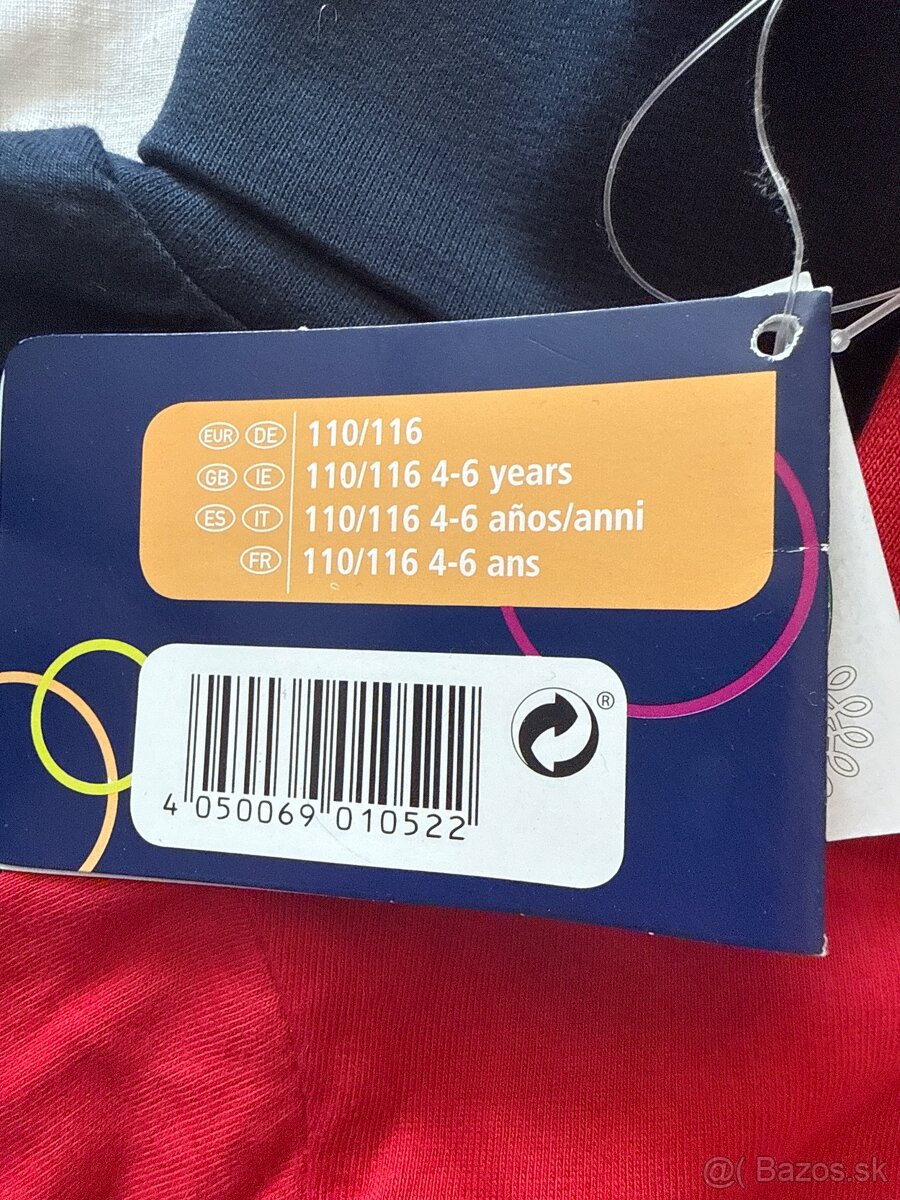 EUR DE 110/116
GB IE 110/116 4-6 years
ES IT 110/116 4-6 años/anni
FR 110/116 4-6 ans
®
4 050069 010522
@( Bazos.sk